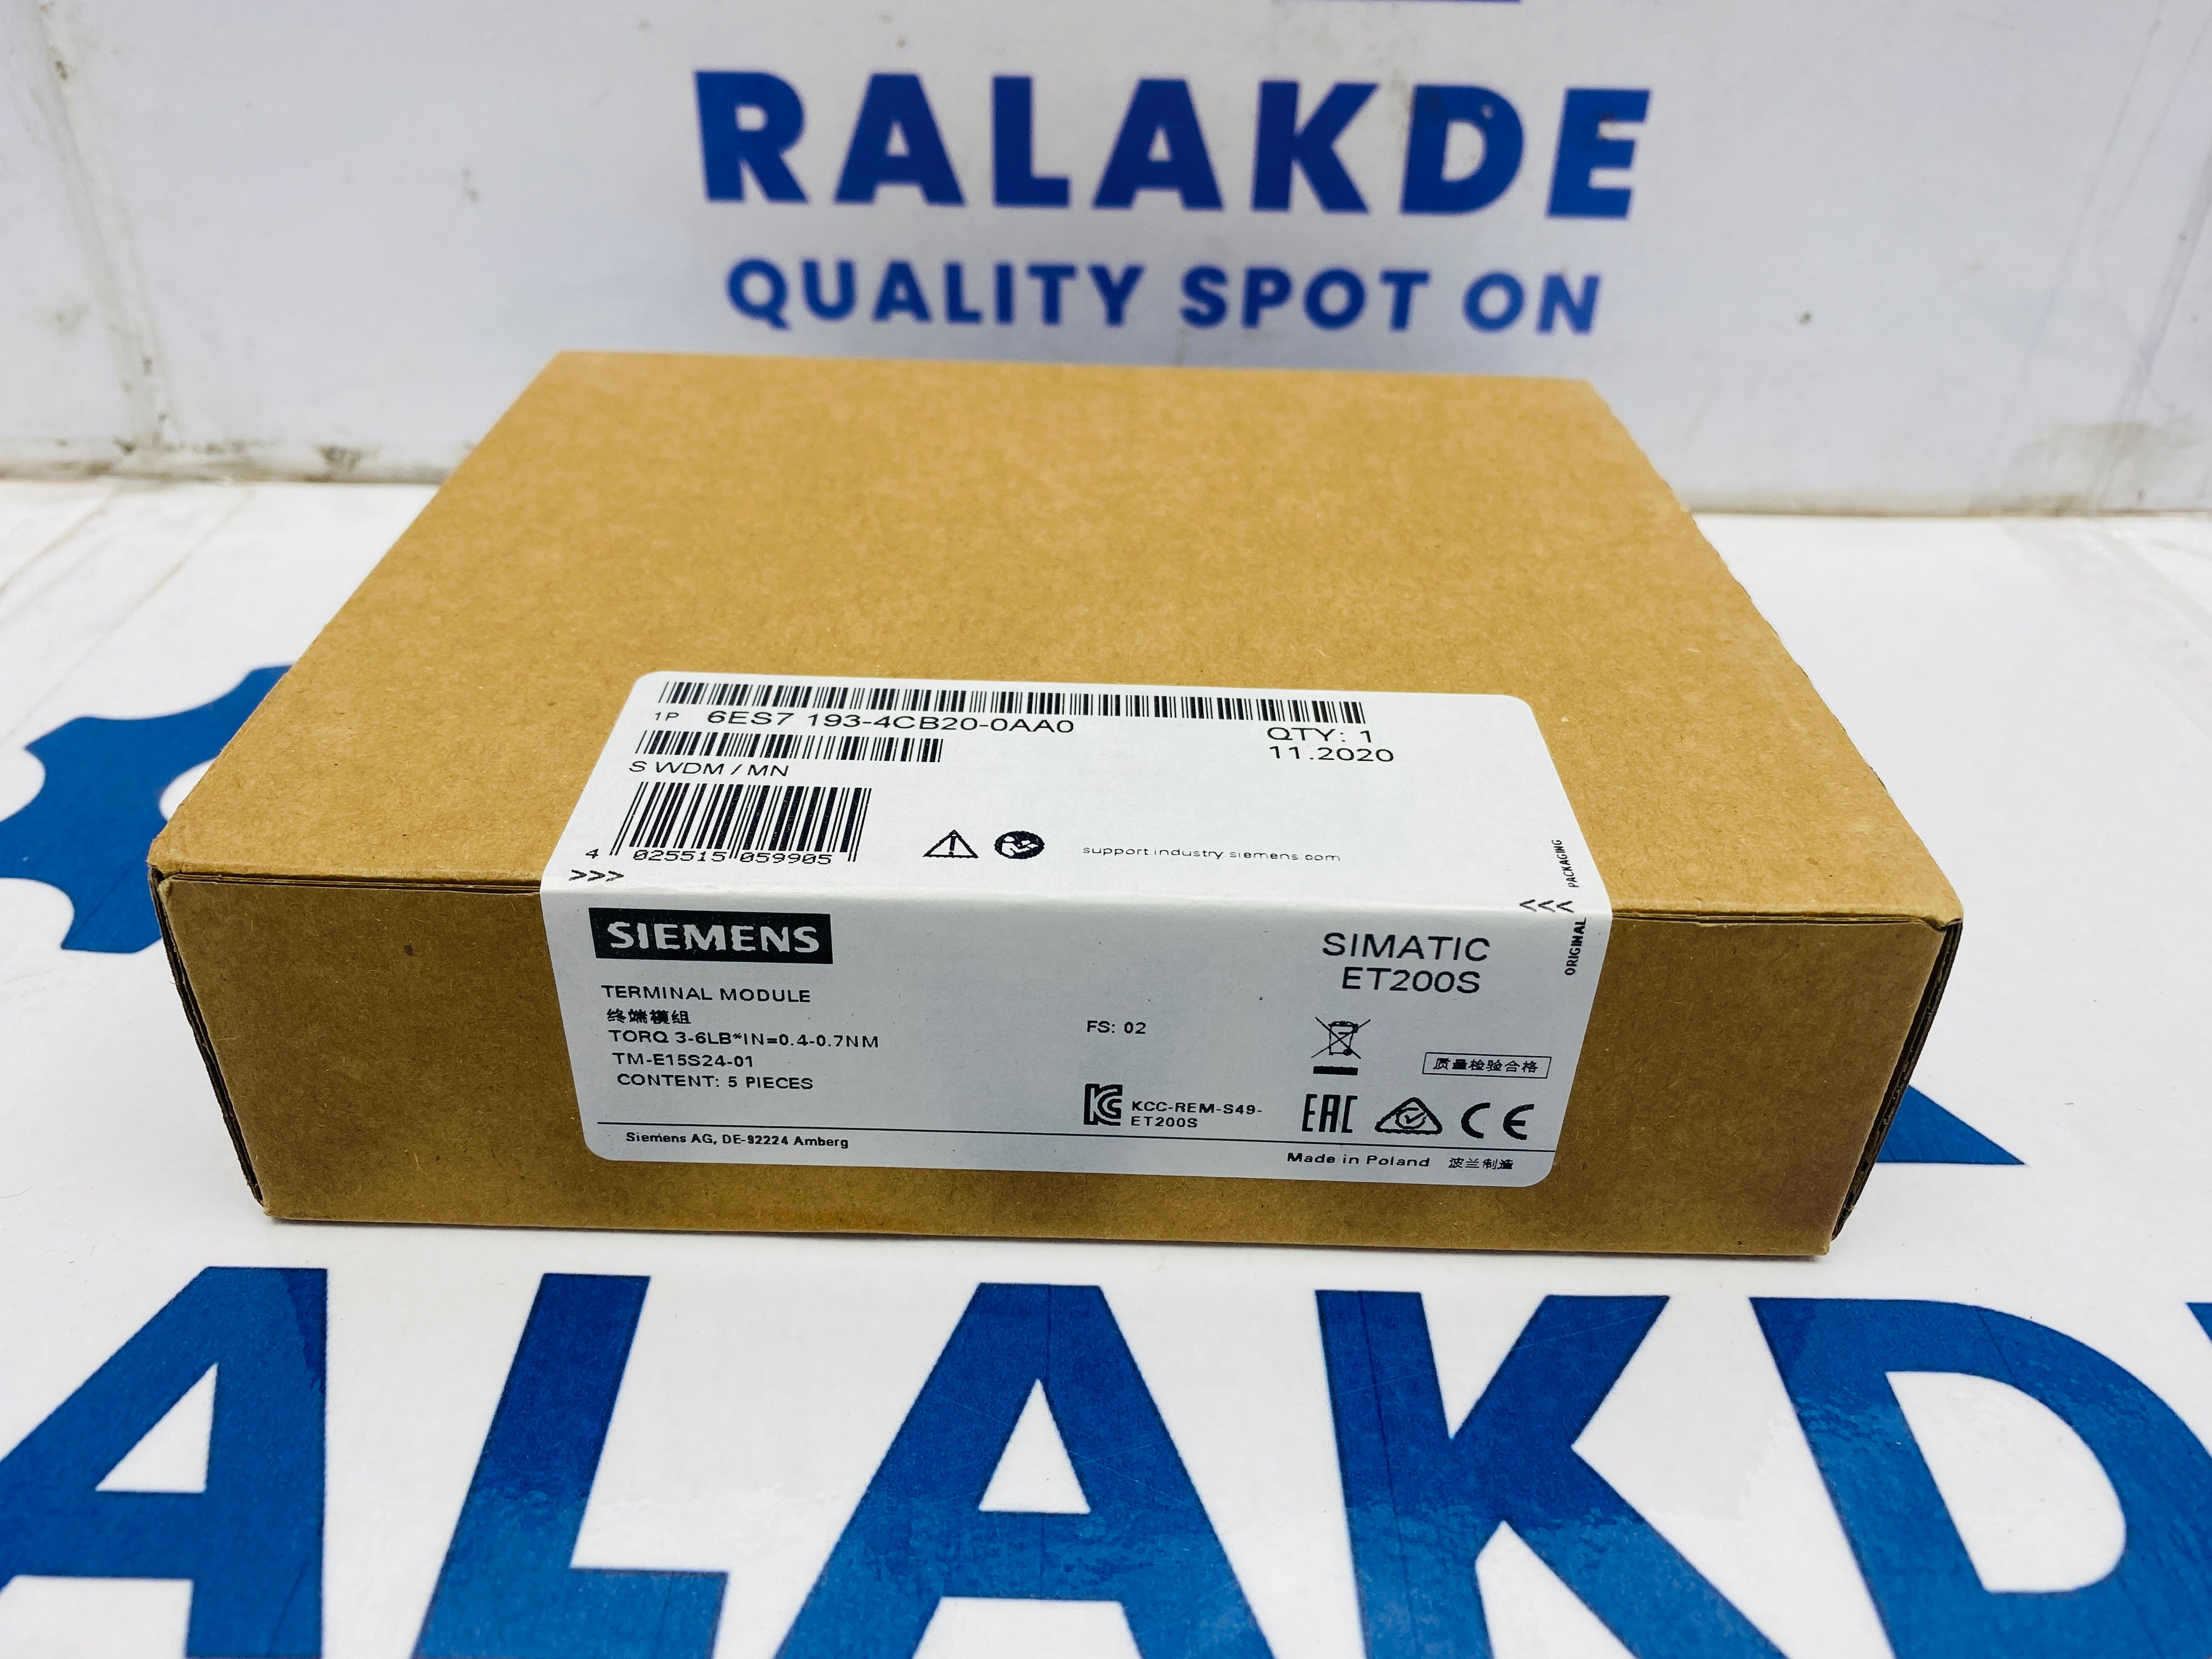 RALAKDE
QUALITY SPOT ON
1P 6ES7 193-4CB20-0AA0
QTY: 1
11.2020
S WDM / MN
4 025515 059905
support.industry.siemens.com
>>>
<<<
ORIGINAL PACKAGING
SIEMENS
SIMATIC
ET200S
TERMINAL MODULE
终端模组
TORQ 3-6LB*IN=0.4-0.7NM
TM-E15S24-01
CONTENT: 5 PIECES
FS: 02
质量检验合格
KCC-REM-S49-
ET200S
EAC
CE
Siemens AG, DE-92224 Amberg
Made in Poland 波兰制造
ALAKD